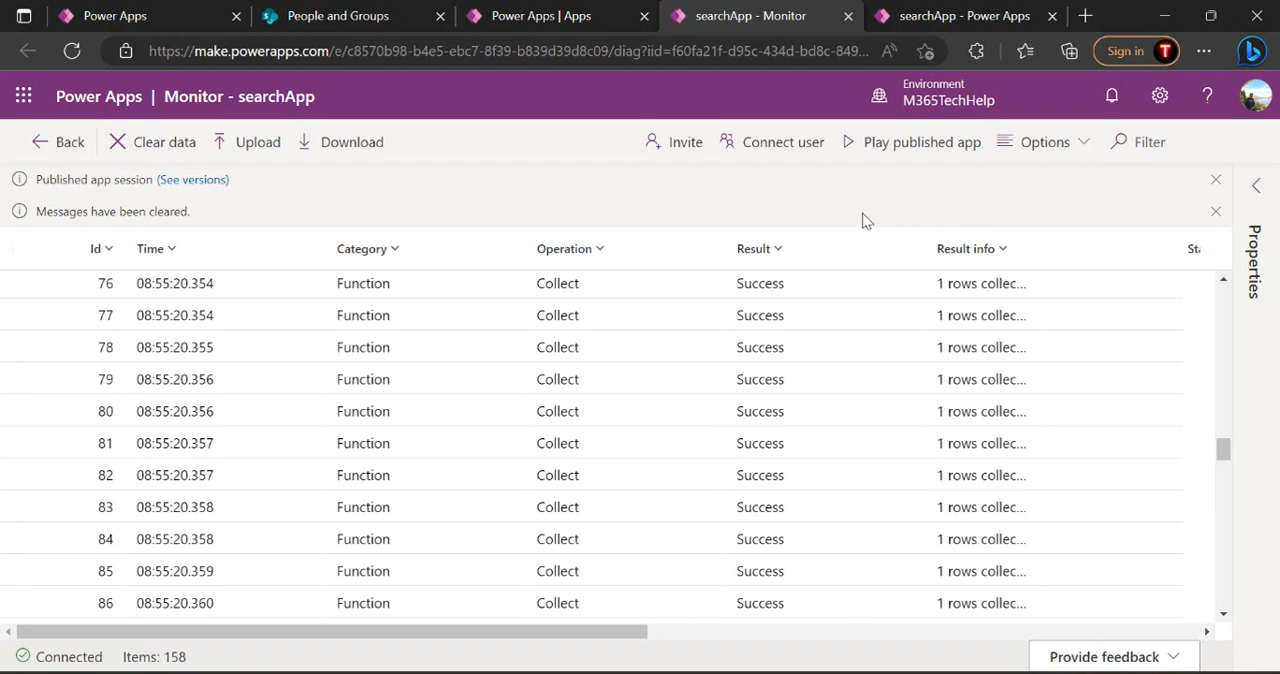 Power Apps
People and Groups
Power Apps | Apps
searchApp - Monitor
searchApp - Power Apps
https://make.powerapps.com/e/c8570b98-b4e5-ebc7-8f39-b839d39d8c09/diag?iid=f60fa21f-d95c-434d-bd8c-849...
Sign in T
Power Apps | Monitor - searchApp
Environment
M365TechHelp
Back
Clear data
Upload
Download
Invite
Connect user
Play published app
Options
Filter
Published app session (See versions)
Messages have been cleared.
Properties
Id Time Category Operation Result Result info Sta
76 08:55:20.354 Function Collect Success 1 rows collec...
77 08:55:20.354 Function Collect Success 1 rows collec...
78 08:55:20.355 Function Collect Success 1 rows collec...
79 08:55:20.356 Function Collect Success 1 rows collec...
80 08:55:20.356 Function Collect Success 1 rows collec...
81 08:55:20.357 Function Collect Success 1 rows collec...
82 08:55:20.357 Function Collect Success 1 rows collec...
83 08:55:20.358 Function Collect Success 1 rows collec...
84 08:55:20.358 Function Collect Success 1 rows collec...
85 08:55:20.359 Function Collect Success 1 rows collec...
86 08:55:20.360 Function Collect Success 1 rows collec...
Connected Items: 158
Provide feedback